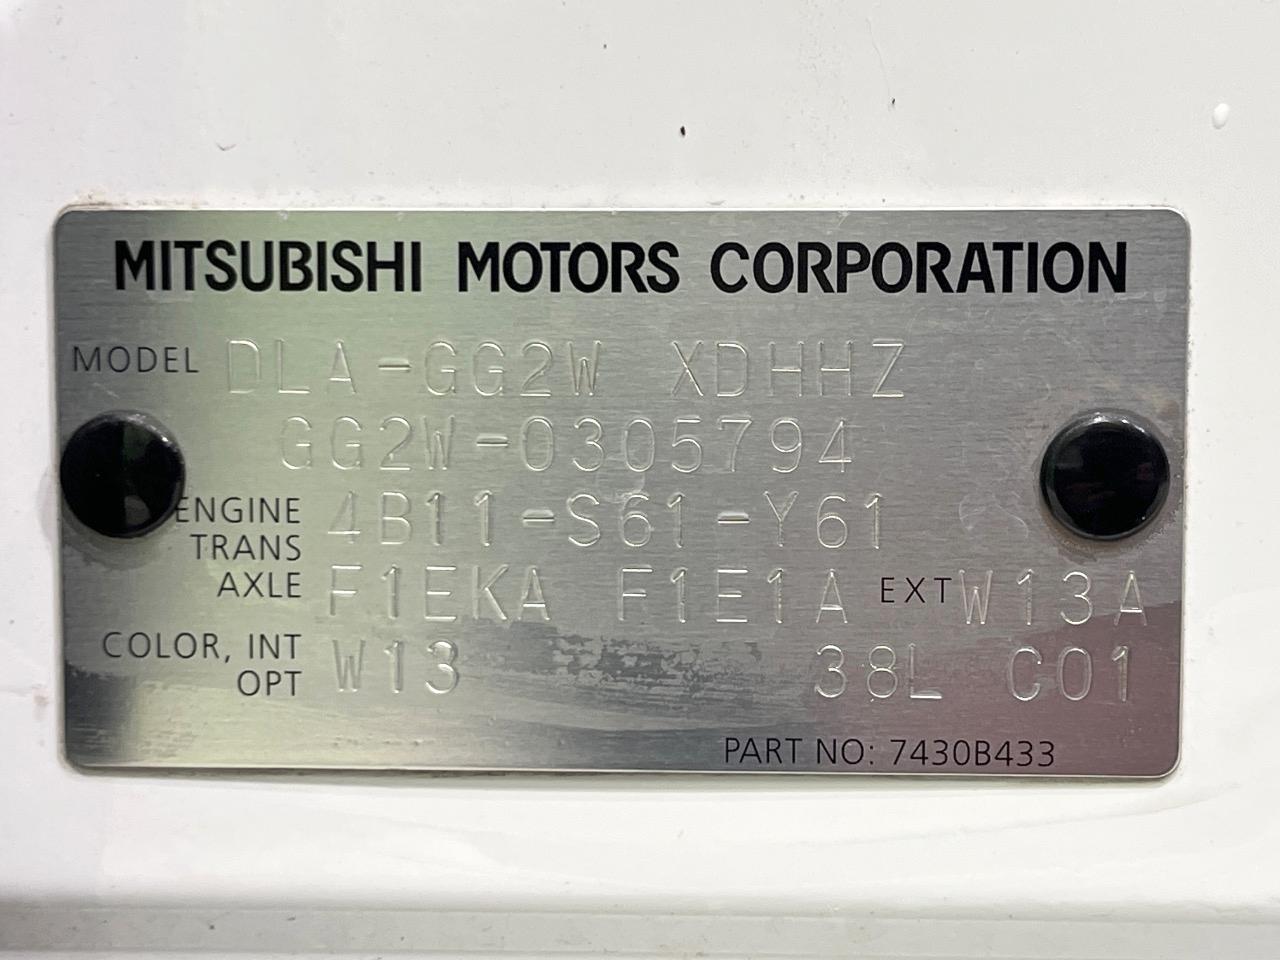 MITSUBISHI MOTORS CORPORATION
MODEL DLA-GG2W XDHHZ
GG2W-0305794
ENGINE 4B11-S61-Y61
TRANS
AXLE F1EKA F1E1A EXT W13A
COLOR, INT W13 38L C01
OPT
PART NO: 7430B433